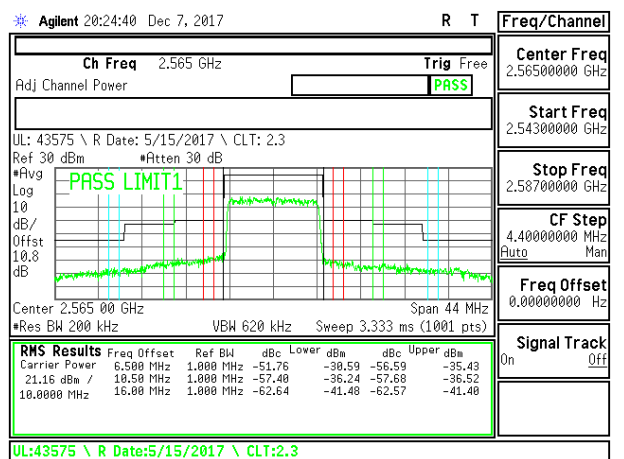 Agilent 20:24:40 Dec 7, 2017 R T
Freq/Channel
Ch Freq 2.565 GHz Trig Free
Adj Channel Power PASS
UL: 43575 \ R Date: 5/15/2017 \ CLT: 2.3
Ref 30 dBm #Atten 30 dB
#Avg
Log
10
dB/
Offst
10.8
dB
PASS LIMIT1
Center 2.565 00 GHz Span 44 MHz
#Res BW 200 kHz VBW 620 kHz Sweep 3.333 ms (1001 pts)
RMS Results Freq Offset Ref BW dBc Lower dBm dBc Upper dBm
Carrier Power 6.500 MHz 1.000 MHz -51.76 -30.59 -56.59 -35.43
21.16 dBm / 10.50 MHz 1.000 MHz -57.40 -36.24 -57.68 -36.52
10.0000 MHz 16.00 MHz 1.000 MHz -62.64 -41.48 -62.57 -41.40
UL:43575 \ R Date:5/15/2017 \ CLT:2.3
Center Freq
2.56500000 GHz
Start Freq
2.54300000 GHz
Stop Freq
2.58700000 GHz
CF Step
4.40000000 MHz
Auto Man
Freq Offset
0.00000000 Hz
Signal Track
On Off